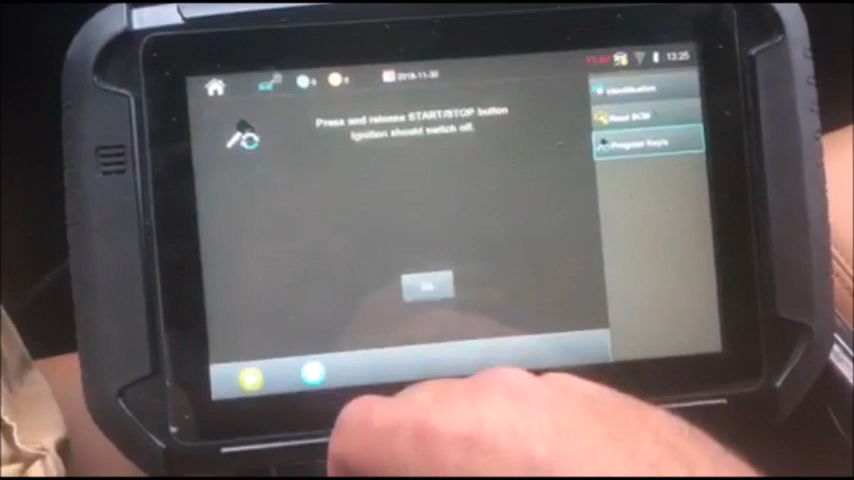 2018-11-30
13:25
Press and release START/STOP button
Ignition should switch off.
Identification
Read BCM
Program Keys
Ok